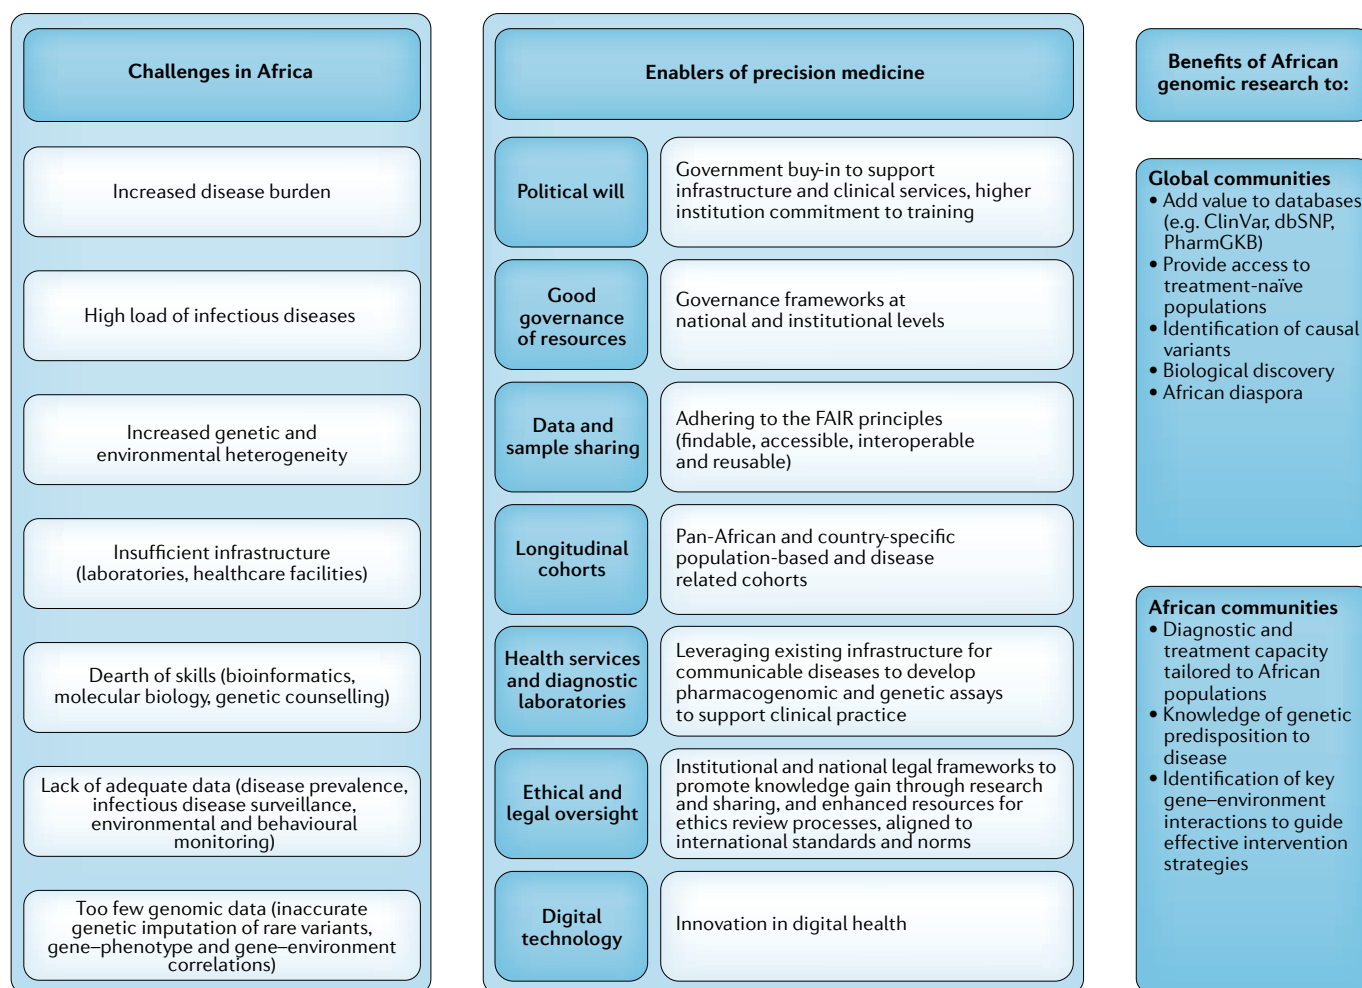 Challenges in Africa
Increased disease burden
High load of infectious diseases
Increased genetic and
environmental heterogeneity
Insufficient infrastructure
(laboratories, healthcare facilities)
Dearth of skills (bioinformatics,
molecular biology, genetic counselling)
Lack of adequate data (disease prevalence,
infectious disease surveillance,
environmental and behavioural
monitoring)
Too few genomic data (inaccurate
genetic imputation of rare variants,
gene–phenotype and gene–environment
correlations)
Enablers of precision medicine
Political will
Government buy-in to support
infrastructure and clinical services, higher
institution commitment to training
Good
governance
of resources
Governance frameworks at
national and institutional levels
Data and
sample sharing
Adhering to the FAIR principles
(findable, accessible, interoperable
and reusable)
Longitudinal
cohorts
Pan-African and country-specific
population-based and disease
related cohorts
Health services
and diagnostic
laboratories
Leveraging existing infrastructure for
communicable diseases to develop
pharmacogenomic and genetic assays
to support clinical practice
Ethical and
legal oversight
Institutional and national legal frameworks to
promote knowledge gain through research
and sharing, and enhanced resources for
ethics review processes, aligned to
international standards and norms
Digital
technology
Innovation in digital health
Benefits of African
genomic research to:
Global communities
• Add value to databases
(e.g. ClinVar, dbSNP,
PharmGKB)
• Provide access to
treatment-naïve
populations
• Identification of causal
variants
• Biological discovery
• African diaspora
African communities
• Diagnostic and
treatment capacity
tailored to African
populations
• Knowledge of genetic
predisposition to
disease
• Identification of key
gene–environment
interactions to guide
effective intervention
strategies